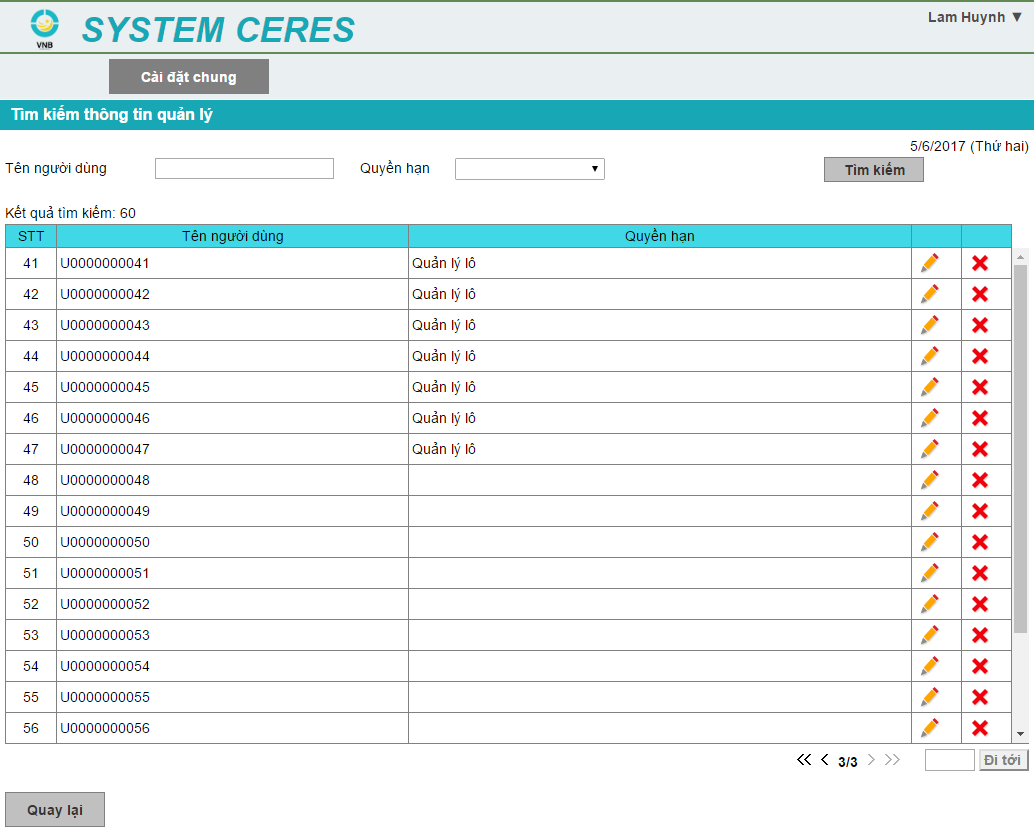 VNB
SYSTEM CERES
Lam Huynh ▼
Cài đặt chung
Tìm kiếm thông tin quản lý
5/6/2017 (Thứ hai)
Tên người dùng Quyền hạn Tìm kiếm
Kết quả tìm kiếm: 60
STT Tên người dùng Quyền hạn
41 U0000000041 Quản lý lô
42 U0000000042 Quản lý lô
43 U0000000043 Quản lý lô
44 U0000000044 Quản lý lô
45 U0000000045 Quản lý lô
46 U0000000046 Quản lý lô
47 U0000000047 Quản lý lô
48 U0000000048
49 U0000000049
50 U0000000050
51 U0000000051
52 U0000000052
53 U0000000053
54 U0000000054
55 U0000000055
56 U0000000056
3/3 Đi tới
Quay lại